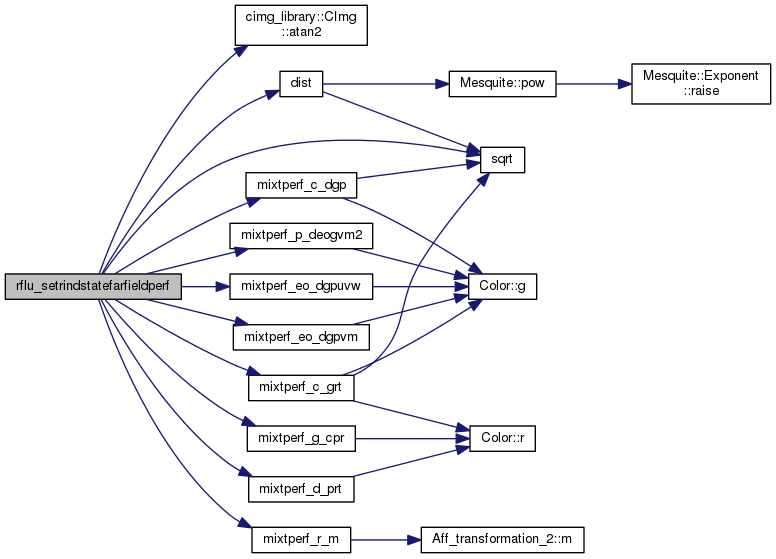 cimg_library::CImg
::atan2
dist
Mesquite::pow
Mesquite::Exponent
::raise
sqrt
mixtperf_c_dgp
mixtperf_p_deogvm2
rflu_setrindstatefarfieldperf
mixtperf_eo_dgpuvw
Color::g
mixtperf_eo_dgpvm
mixtperf_c_grt
mixtperf_g_cpr
Color::r
mixtperf_d_prt
mixtperf_r_m
Aff_transformation_2::m